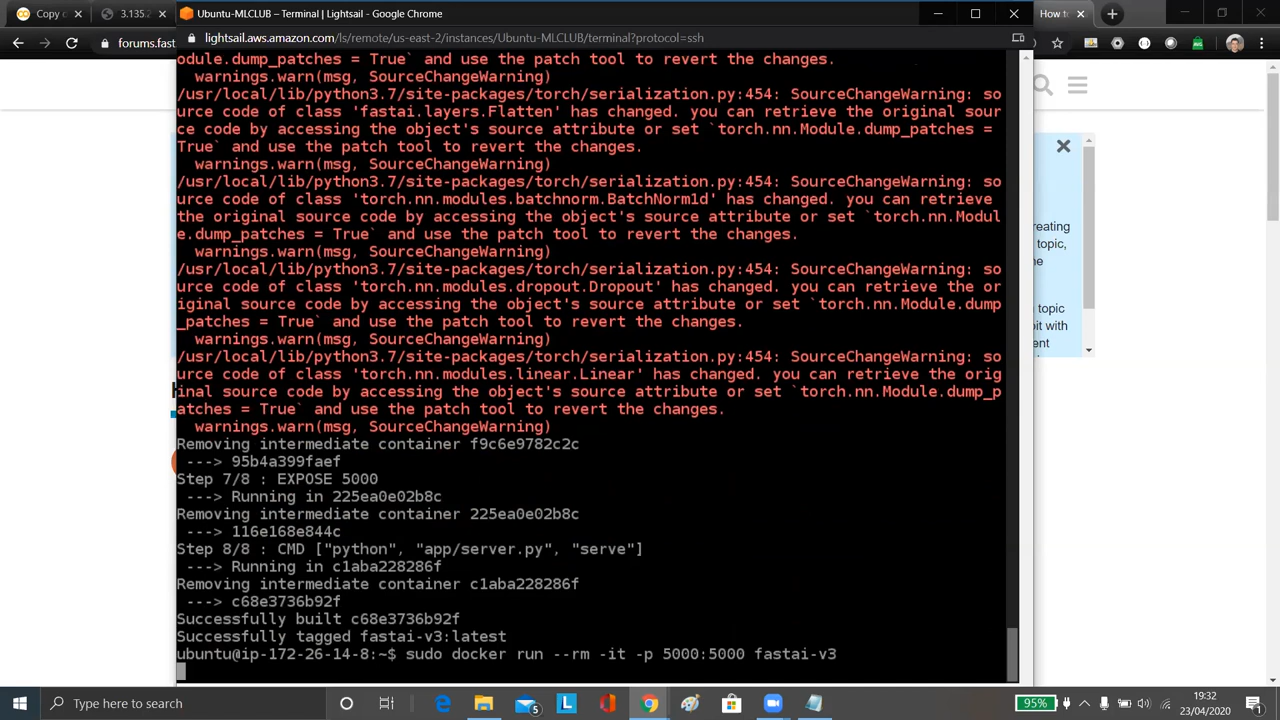 Copy o
3.135.2
Ubuntu-MLCLUB – Terminal | Lightsail - Google Chrome
How to
forums.fast
lightsail.aws.amazon.com/ls/remote/us-east-2/instances/Ubuntu-MLCLUB/terminal?protocol=ssh
odule.dump_patches = True` and use the patch tool to revert the changes.
warnings.warn(msg, SourceChangeWarning)
/usr/local/lib/python3.7/site-packages/torch/serialization.py:454: SourceChangeWarning: so
urce code of class 'fastai.layers.Flatten' has changed. you can retrieve the original sour
ce code by accessing the object's source attribute or set `torch.nn.Module.dump_patches =
True` and use the patch tool to revert the changes.
warnings.warn(msg, SourceChangeWarning)
/usr/local/lib/python3.7/site-packages/torch/serialization.py:454: SourceChangeWarning: so
urce code of class 'torch.nn.modules.batchnorm.BatchNorm1d' has changed. you can retrieve
the original source code by accessing the object's source attribute or set `torch.nn.Modul
e.dump_patches = True` and use the patch tool to revert the changes.
warnings.warn(msg, SourceChangeWarning)
/usr/local/lib/python3.7/site-packages/torch/serialization.py:454: SourceChangeWarning: so
urce code of class 'torch.nn.modules.dropout.Dropout' has changed. you can retrieve the or
iginal source code by accessing the object's source attribute or set `torch.nn.Module.dump
_patches = True` and use the patch tool to revert the changes.
warnings.warn(msg, SourceChangeWarning)
/usr/local/lib/python3.7/site-packages/torch/serialization.py:454: SourceChangeWarning: so
urce code of class 'torch.nn.modules.linear.Linear' has changed. you can retrieve the orig
inal source code by accessing the object's source attribute or set `torch.nn.Module.dump_p
atches = True` and use the patch tool to revert the changes.
warnings.warn(msg, SourceChangeWarning)
Removing intermediate container f9c6e9782c2c
---> 95b4a399faef
Step 7/8 : EXPOSE 5000
---> Running in 225ea0e02b8c
Removing intermediate container 225ea0e02b8c
---> 116e168e844c
Step 8/8 : CMD ["python", "app/server.py", "serve"]
---> Running in c1aba228286f
Removing intermediate container c1aba228286f
---> c68e3736b92f
Successfully built c68e3736b92f
Successfully tagged fastai-v3:latest
ubuntu@ip-172-26-14-8:~$ sudo docker run --rm -it -p 5000:5000 fastai-v3
reating
topic,
he
topic
bit with
ent
Type here to search
5
95%
19:32
23/04/2020